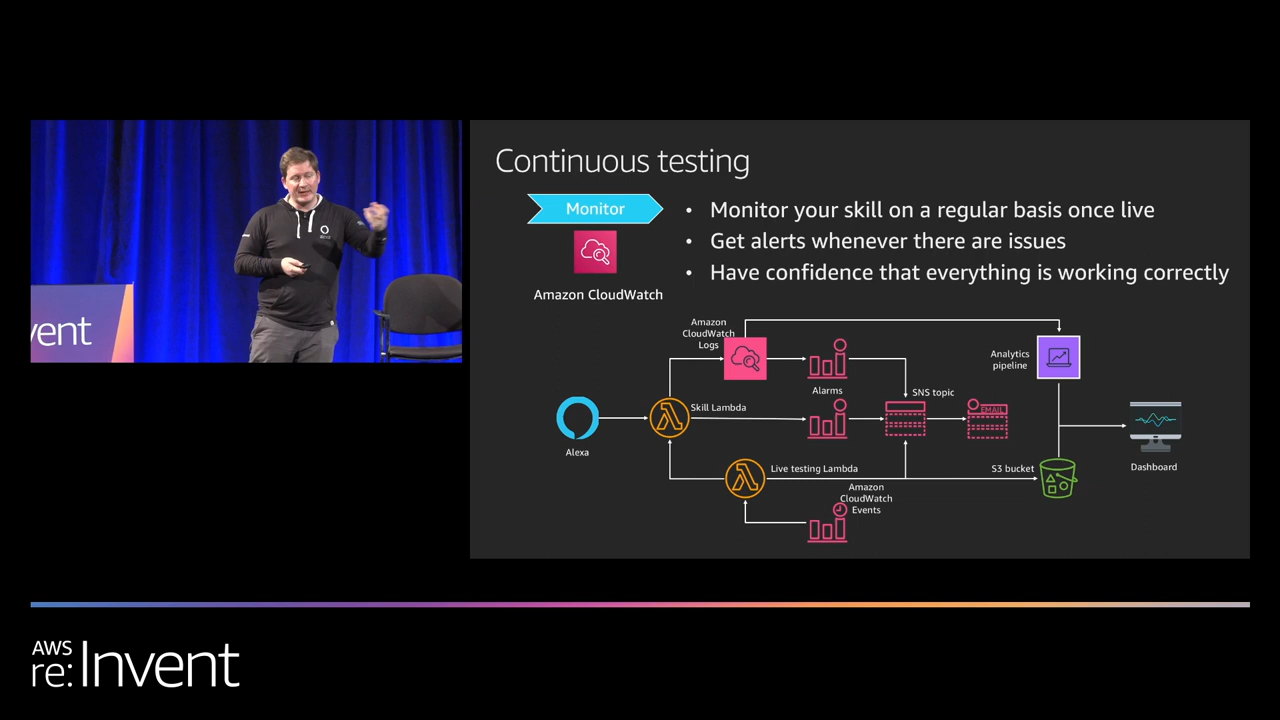 Continuous testing
Monitor
• Monitor your skill on a regular basis once live
• Get alerts whenever there are issues
• Have confidence that everything is working correctly
Amazon CloudWatch
Amazon
CloudWatch
Logs
Alarms
Analytics
pipeline
SNS topic
EMAIL
Skill Lambda
Alexa
Live testing Lambda
Amazon
CloudWatch
Events
S3 bucket
Dashboard
vent
AWS
re:Invent